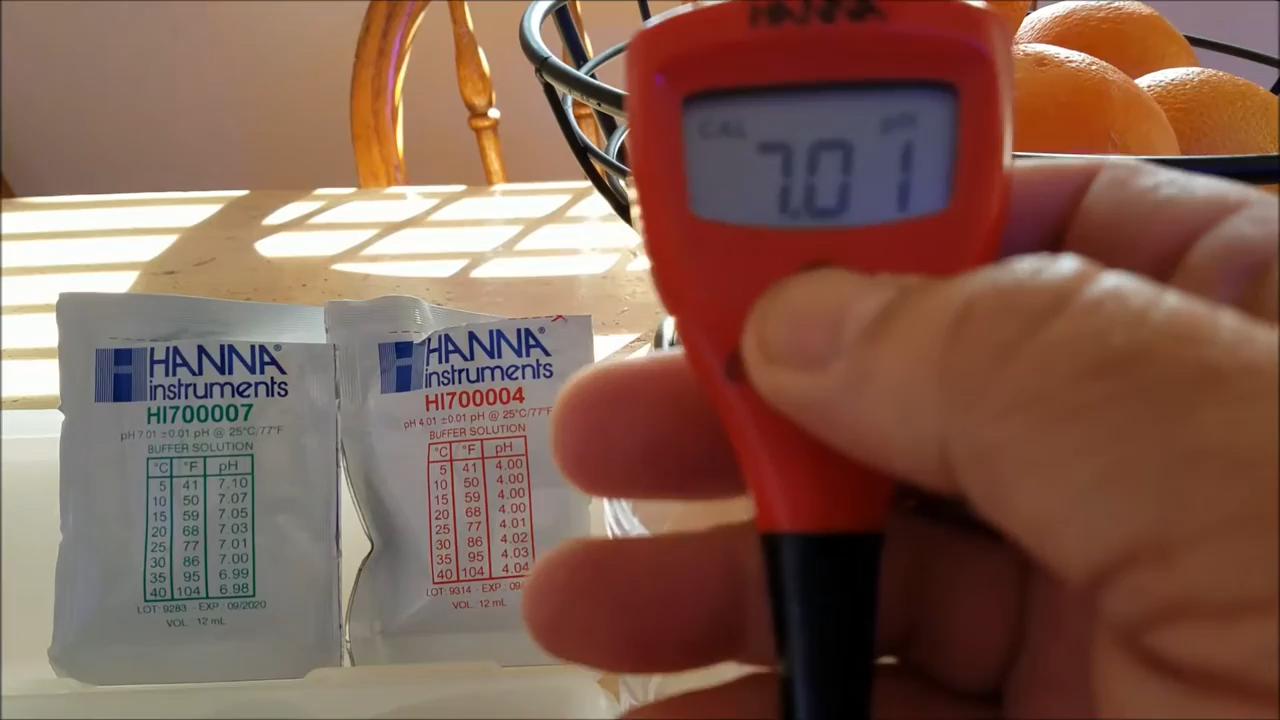 HANNA
CAL pH
7.01
HANNA®
instruments
HI700007
pH 7.01 ±0.01 pH @ 25°C/77°F
BUFFER SOLUTION
°C °F pH
5 41 7.10
10 50 7.07
15 59 7.05
20 68 7.03
25 77 7.01
30 86 7.00
35 95 6.99
40 104 6.98
LOT: 9283 - EXP: 09/2020
VOL: 12 mL
HANNA®
instruments
HI700004
pH 4.01 ±0.01 pH @ 25°C/77°F
BUFFER SOLUTION
°C °F pH
5 41 4.00
10 50 4.00
15 59 4.00
20 68 4.00
25 77 4.01
30 86 4.02
35 95 4.03
40 104 4.04
LOT: 9314 - EXP: 09/
VOL. 12 mL